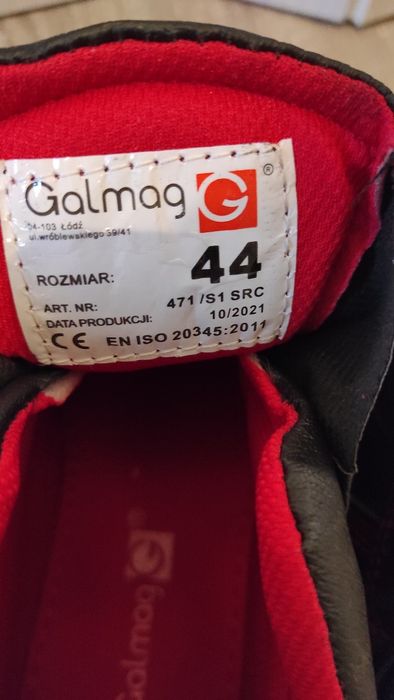 Galmag G ®
94-103 Łódź
ul.wróblewskiego 39/41
ROZMIAR: 44
ART. NR: 471 /S1 SRC
DATA PRODUKCJI: 10/2021
CE EN ISO 20345:2011
G ®
Galmag